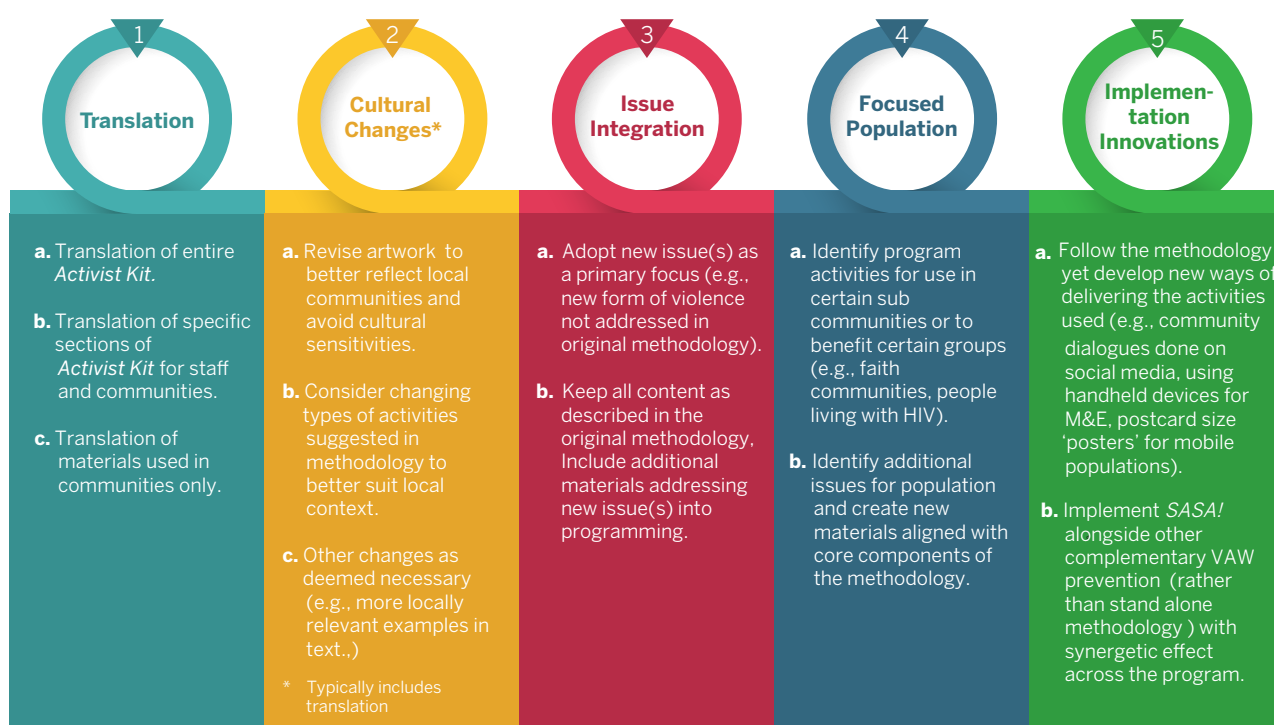 1
Translation
a. Translation of entire
Activist Kit.
b. Translation of specific
sections of
Activist Kit for staff
and communities.
c. Translation of
materials used in
communities only.
2
Cultural
Changes*
a. Revise artwork to
better reflect local
communities and
avoid cultural
sensitivities.
b. Consider changing
types of activities
suggested in
methodology to
better suit local
context.
c. Other changes as
deemed necessary
(e.g., more locally
relevant examples in
text.,)
* Typically includes
translation
3
Issue
Integration
a. Adopt new issue(s) as
a primary focus (e.g.,
new form of violence
not addressed in
original methodology).
b. Keep all content as
described in the
original methodology,
Include additional
materials addressing
new issue(s) into
programming.
4
Focused
Population
a. Identify program
activities for use in
certain sub
communities or to
benefit certain groups
(e.g., faith
communities, people
living with HIV).
b. Identify additional
issues for population
and create new
materials aligned with
core components of
the methodology.
5
Implemen-
tation
Innovations
a. Follow the methodology
yet develop new ways of
delivering the activities
used (e.g., community
dialogues done on
social media, using
handheld devices for
M&E, postcard size
‘posters’ for mobile
populations).
b. Implement SASA!
alongside other
complementary VAW
prevention (rather
than stand alone
methodology ) with
synergetic effect
across the program.